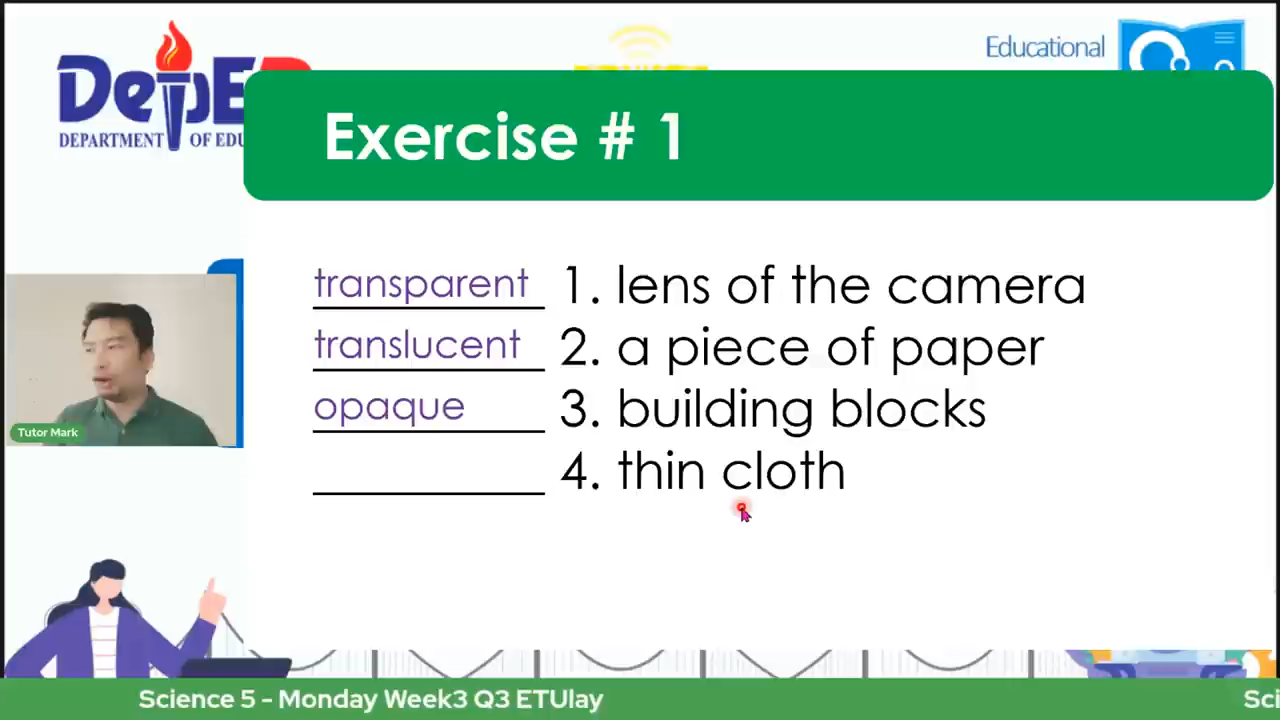 DepE
DEPARTMENT OF EDU
Educational
Exercise # 1
transparent 1. lens of the camera
translucent 2. a piece of paper
opaque 3. building blocks
4. thin cloth
Tutor Mark
Science 5 - Monday Week3 Q3 ETUlay
Sci